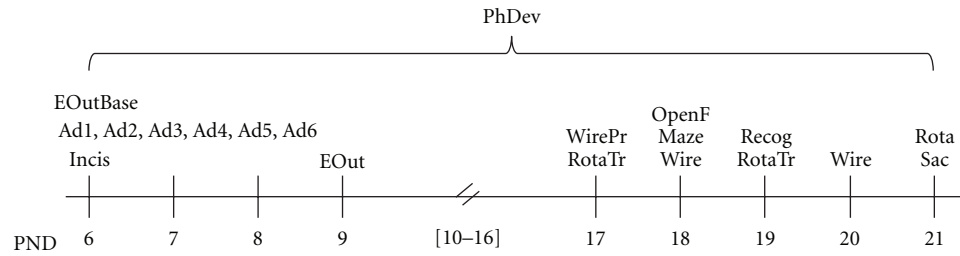 PhDev
EOutBase
Ad1, Ad2, Ad3, Ad4, Ad5, Ad6
Incis
EOut
WirePr
RotaTr
OpenF
Maze
Wire
Recog
RotaTr
Wire
Rota
Sac
PND 6 7 8 9 [10–16] 17 18 19 20 21